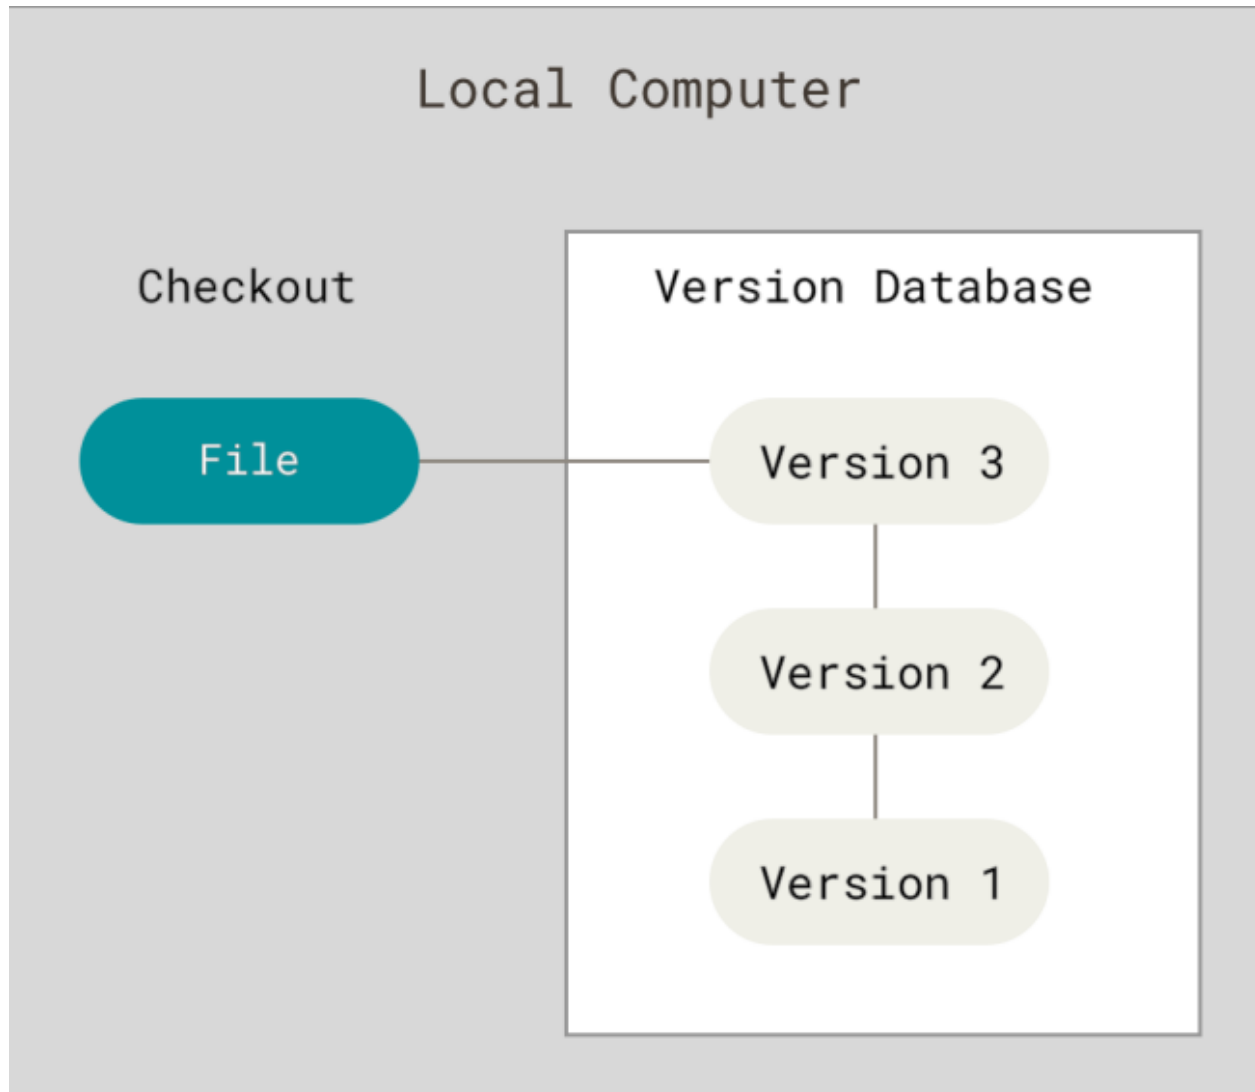 Local Computer
Checkout
Version Database
File
Version 3
Version 2
Version 1